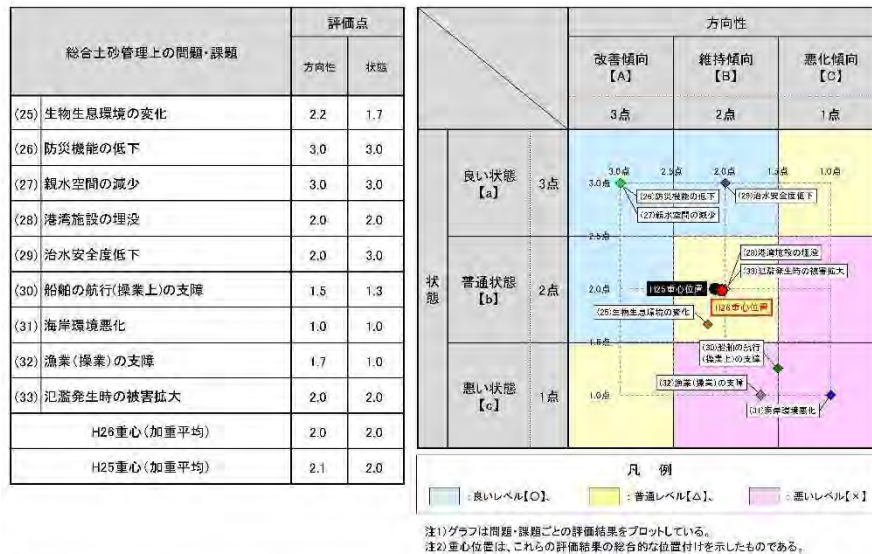 総合土砂管理上の問題・課題
評価点
方向性 状態
(25) 生物生息環境の変化 2.2 1.7
(26) 防災機能の低下 3.0 3.0
(27) 親水空間の減少 3.0 3.0
(28) 港湾施設の埋没 2.0 2.0
(29) 治水安全度低下 2.0 3.0
(30) 船舶の航行(操業上)の支障 1.5 1.3
(31) 海岸環境悪化 1.0 1.0
(32) 漁業(操業)の支障 1.7 1.0
(33) 氾濫発生時の被害拡大 2.0 2.0
H26重心(加重平均) 2.0 2.0
H25重心(加重平均) 2.1 2.0
方向性
改善傾向 維持傾向 悪化傾向
【A】 【B】 【C】
3点 2点 1点
状態
良い状態
【a】
3点
普通状態
【b】
2点
悪い状態
【c】
1点
3.0点 2.5点 2.0点 1.5点 1.0点
3.0点
(26)防災機能の低下
(29)治水安全度低下
(27)親水空間の減少
2.5点
(28)港湾施設の埋没
(33)氾濫発生時の被害拡大
2.0点
H25重心位置
H26重心位置
(25)生物生息環境の変化
1.5点
(30)船舶の航行
(操業上)の支障
(32)漁業(操業)の支障
1.0点
(31)海岸環境悪化
凡 例
:良いレベル【○】、 :普通レベル【△】、 :悪いレベル【×】
注1)グラフは問題・課題ごとの評価結果をプロットしている。
注2)重心位置は、これらの評価結果の総合的な位置付けを示したものである。